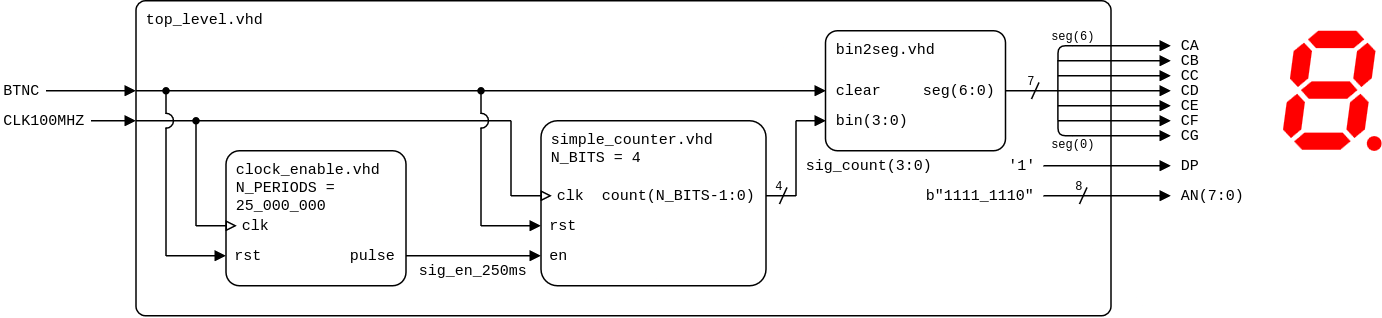 top_level.vhd
BTNC
CLK100MHZ
clock_enable.vhd
N_PERIODS =
25_000_000
clk
rst
pulse
sig_en_250ms
simple_counter.vhd
N_BITS = 4
clk
count(N_BITS-1:0)
rst
en
4
sig_count(3:0)
bin2seg.vhd
clear
seg(6:0)
bin(3:0)
7
seg(6)
seg(0)
CA
CB
CC
CD
CE
CF
CG
'1'
DP
b"1111_1110"
8
AN(7:0)